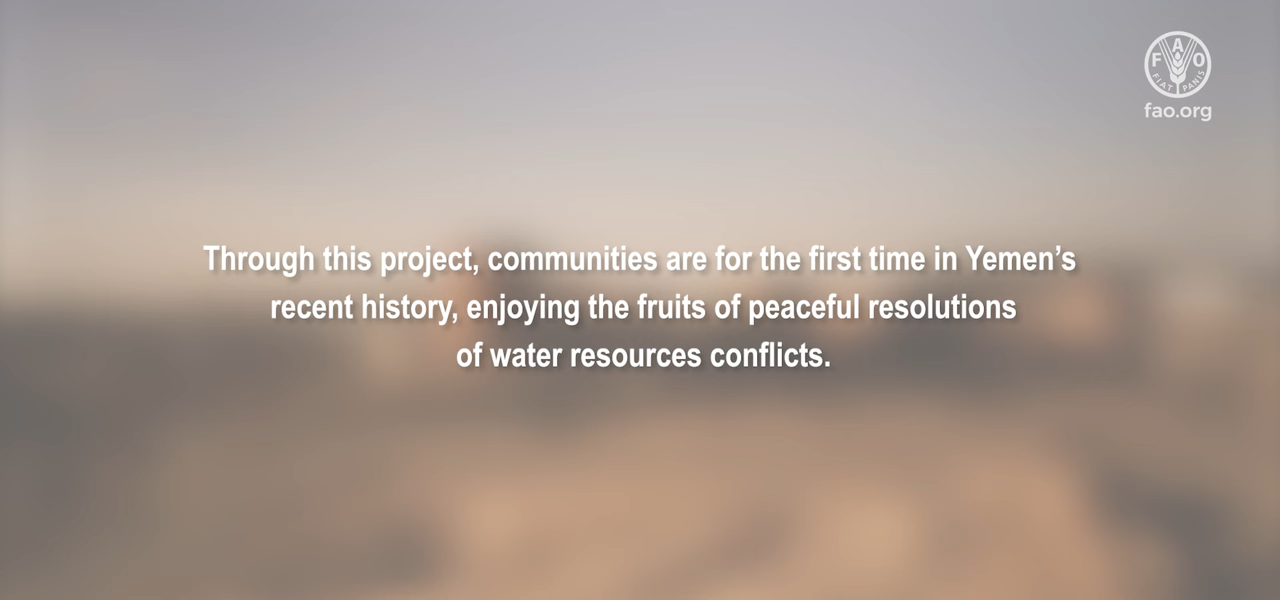 F A O
FIAT PANIS
fao.org
Through this project, communities are for the first time in Yemen’s
recent history, enjoying the fruits of peaceful resolutions
of water resources conflicts.